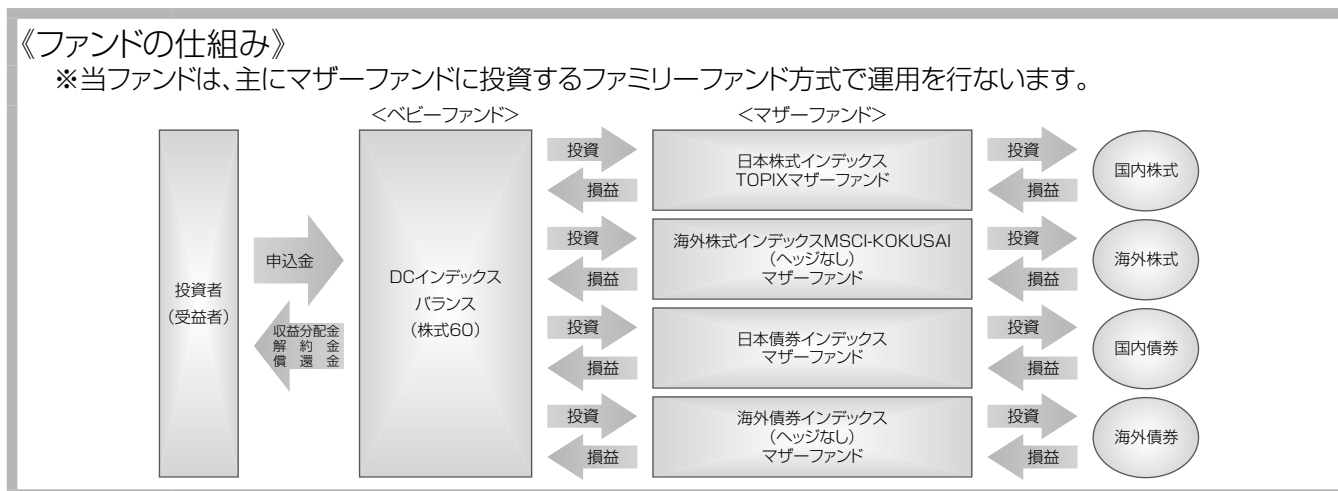 《ファンドの仕組み》
※当ファンドは、主にマザーファンドに投資するファミリーファンド方式で運用を行ないます。
<ベビーファンド>
<マザーファンド>
投資者
(受益者)
申込金
収益分配金
解約金
償還金
DCインデックス
バランス
(株式60)
投資
損益
日本株式インデックス
TOPIXマザーファンド
投資
損益
国内株式
投資
損益
海外株式インデックスMSCI-KOKUSAI
(ヘッジなし)
マザーファンド
投資
損益
海外株式
投資
損益
日本債券インデックス
マザーファンド
投資
損益
国内債券
投資
損益
海外債券インデックス
(ヘッジなし)
マザーファンド
投資
損益
海外債券